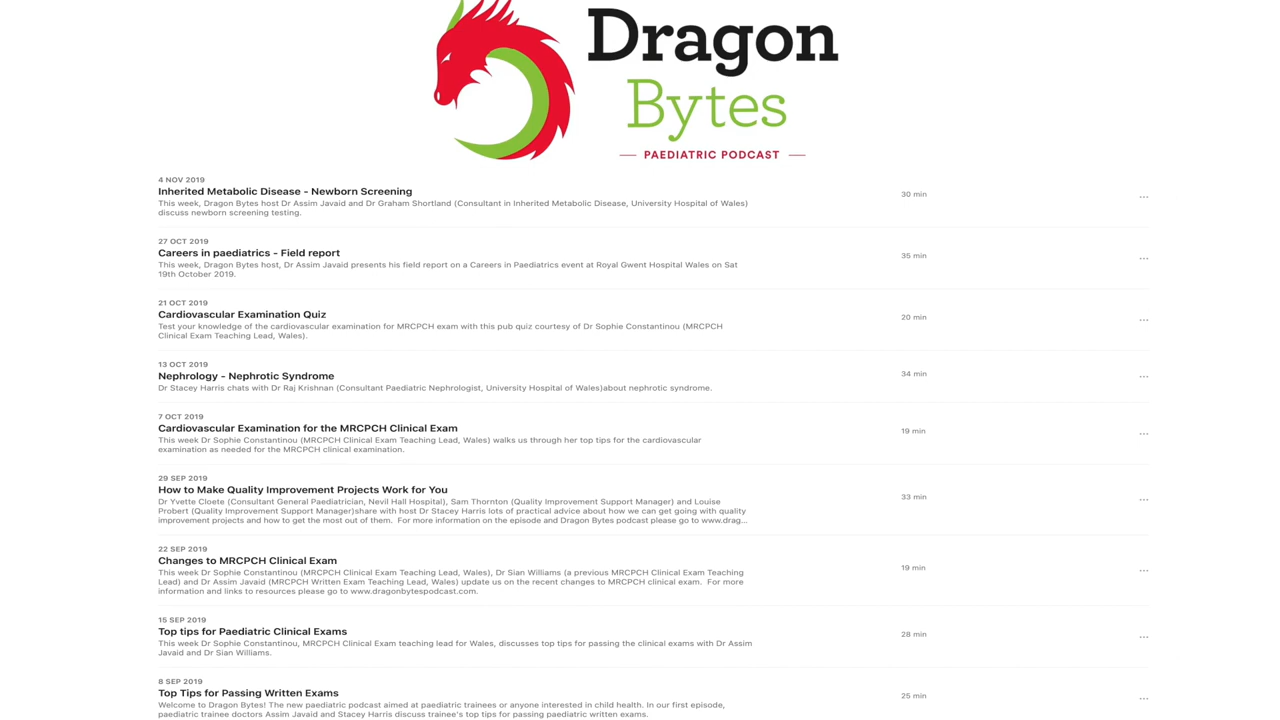 Dragon
Bytes
PAEDIATRIC PODCAST
4 NOV 2019
Inherited Metabolic Disease - Newborn Screening
30 min
...
This week, Dragon Bytes host Dr Assim Javaid and Dr Graham Shortland (Consultant in Inherited Metabolic Disease, University Hospital of Wales)
discuss newborn screening testing.
27 OCT 2019
Careers in paediatrics - Field report
35 min
...
This week, Dragon Bytes host, Dr Assim Javaid presents his field report on a Careers in Paediatrics event at Royal Gwent Hospital Wales on Sat
19th October 2019.
21 OCT 2019
Cardiovascular Examination Quiz
20 min
...
Test your knowledge of the cardiovascular examination for MRCPCH exam with this pub quiz courtesy of Dr Sophie Constantinou (MRCPCH
Clinical Exam Teaching Lead, Wales).
13 OCT 2019
Nephrology - Nephrotic Syndrome
34 min
...
Dr Stacey Harris chats with Dr Raj Krishnan (Consultant Paediatric Nephrologist, University Hospital of Wales)about nephrotic syndrome.
7 OCT 2019
Cardiovascular Examination for the MRCPCH Clinical Exam
19 min
...
This week Dr Sophie Constantinou (MRCPCH Clinical Exam Teaching Lead, Wales) walks us through her top tips for the cardiovascular
examination as needed for the MRCPCH clinical examination.
29 SEP 2019
How to Make Quality Improvement Projects Work for You
33 min
...
Dr Yvette Cloete (Consultant General Paediatrician, Nevil Hall Hospital), Sam Thornton (Quality Improvement Support Manager) and Louise
Probert (Quality Improvement Support Manager)share with host Dr Stacey Harris lots of practical advice about how we can get going with quality
improvement projects and how to get the most out of them. For more information on the episode and Dragon Bytes podcast please go to www.drag...
22 SEP 2019
Changes to MRCPCH Clinical Exam
19 min
...
This week Dr Sophie Constantinou (MRCPCH Clinical Exam Teaching Lead, Wales), Dr Sian Williams (a previous MRCPCH Clinical Exam Teaching
Lead) and Dr Assim Javaid (MRCPCH Written Exam Teaching Lead, Wales) update us on the recent changes to MRCPCH clinical exam. For more
information and links to resources please go to www.dragonbytespodcast.com.
15 SEP 2019
Top tips for Paediatric Clinical Exams
28 min
...
This week Dr Sophie Constantinou, MRCPCH Clinical Exam teaching lead for Wales, discusses top tips for passing the clinical exams with Dr Assim
Javaid and Dr Sian Williams.
8 SEP 2019
Top Tips for Passing Written Exams
25 min
...
Welcome to Dragon Bytes! The new paediatric podcast aimed at paediatric trainees or anyone interested in child health. In our first episode,
paediatric trainee doctors Assim Javaid and Stacey Harris discuss trainee's top tips for passing paediatric written exams.